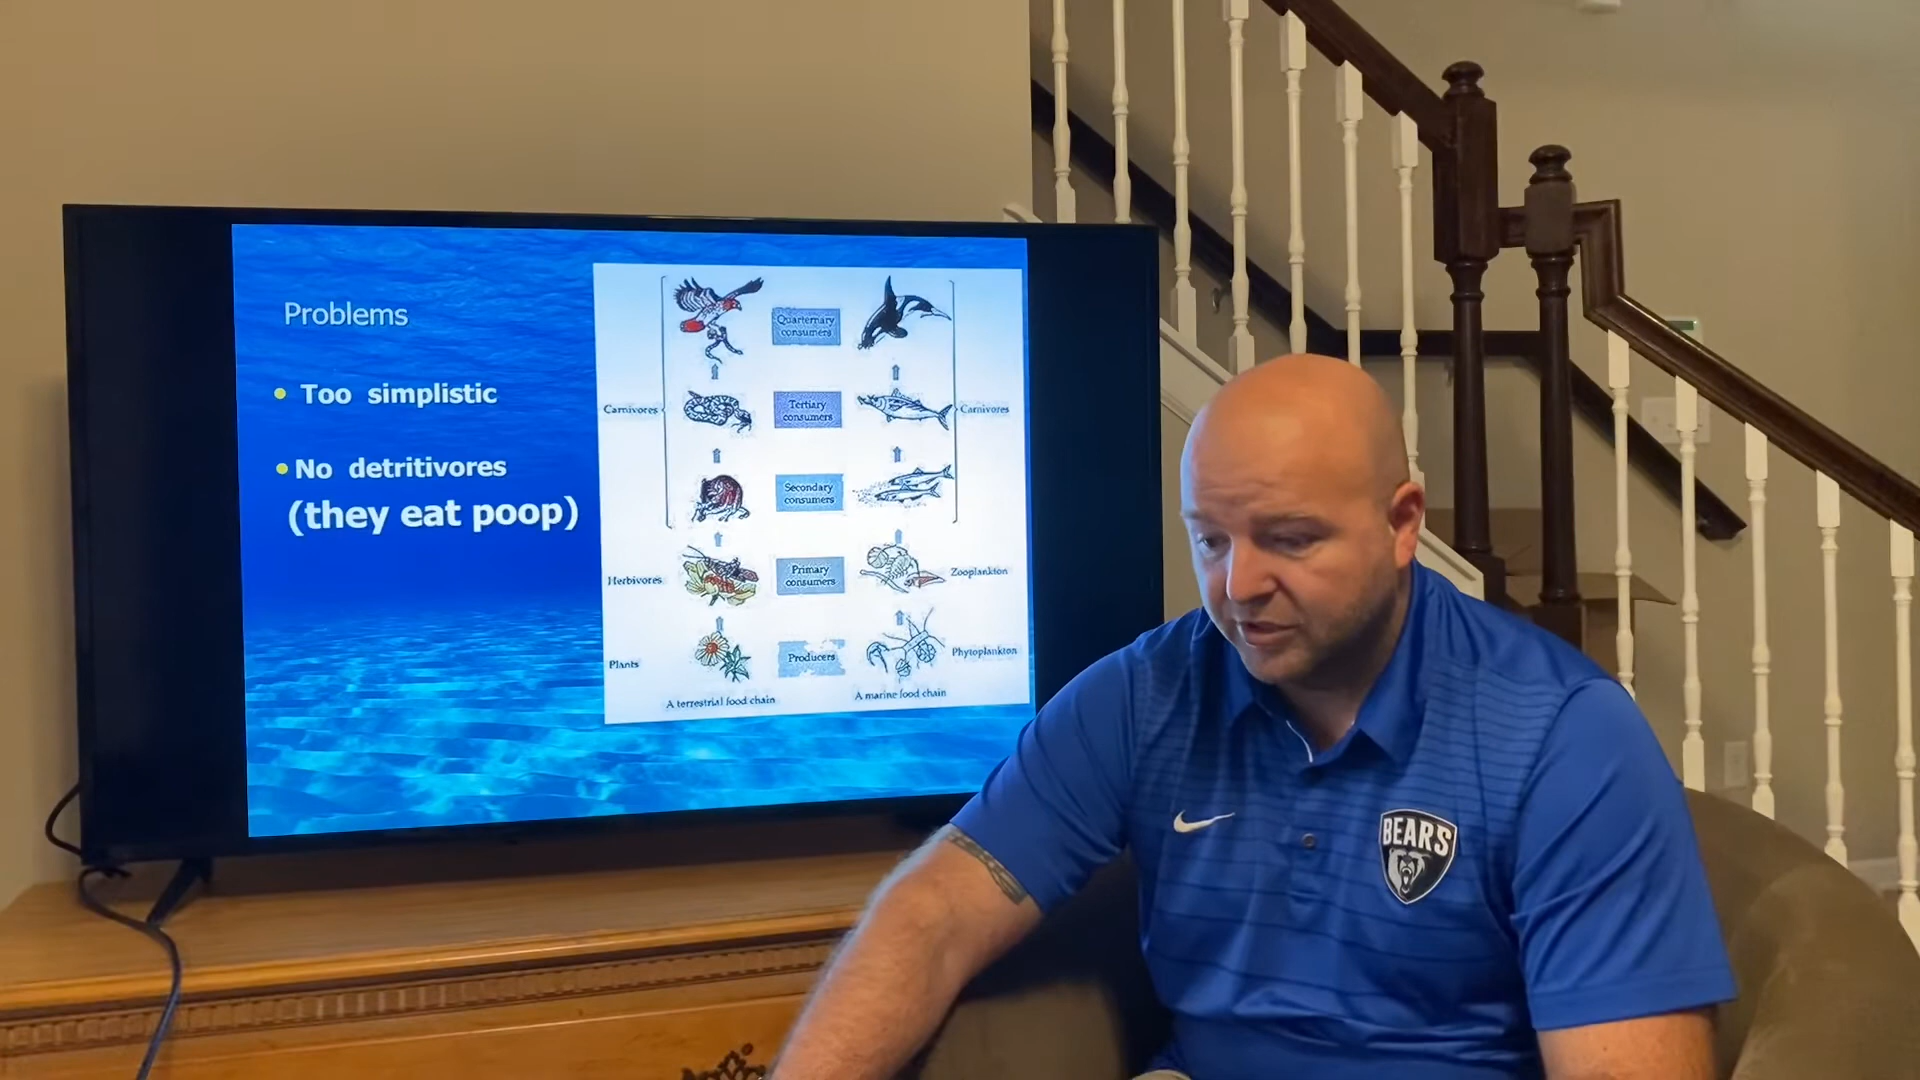 Problems
Too simplistic
No detritivores
(they eat poop)
Quarternary
consumers
Carnivores
Tertiary
consumers
Carnivores
Secondary
consumers
Herbivores
Primary
consumers
Zooplankton
Plants
Producers
Phytoplankton
A terrestrial food chain
A marine food chain
BEARS